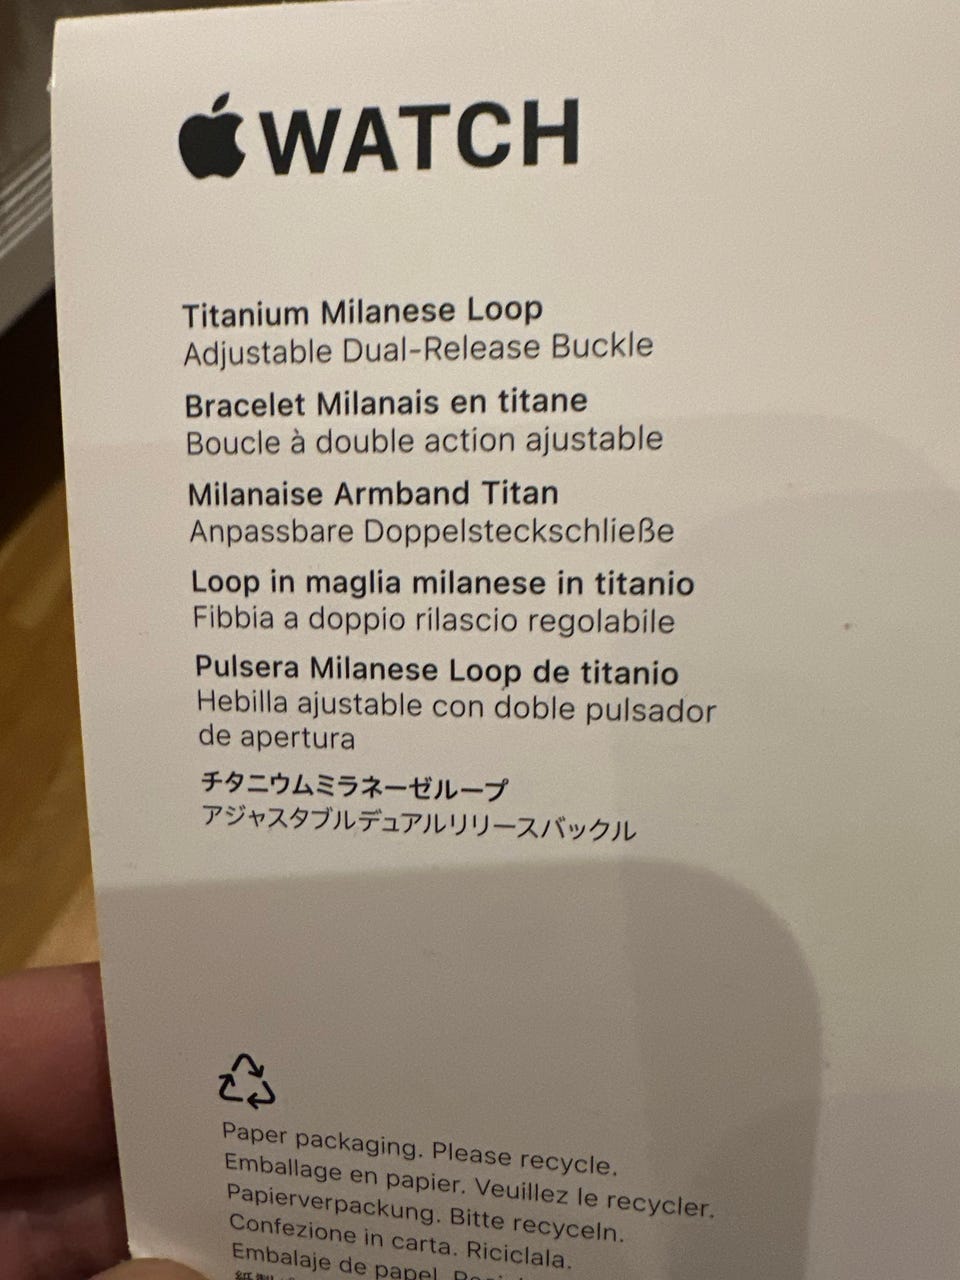 WATCH
Titanium Milanese Loop
Adjustable Dual-Release Buckle
Bracelet Milanais en titane
Boucle à double action ajustable
Milanaise Armband Titan
Anpassbare Doppelsteckschließe
Loop in maglia milanese in titanio
Fibbia a doppio rilascio regolabile
Pulsera Milanese Loop de titanio
Hebilla ajustable con doble pulsador
de apertura
チタニウムミラネーゼループ
アジャスタブルデュアルリリースバックル
Paper packaging. Please recycle.
Emballage en papier. Veuillez le recycler.
Papierverpackung. Bitte recyceln.
Confezione in carta. Riciclala.
Embalaje de papel.